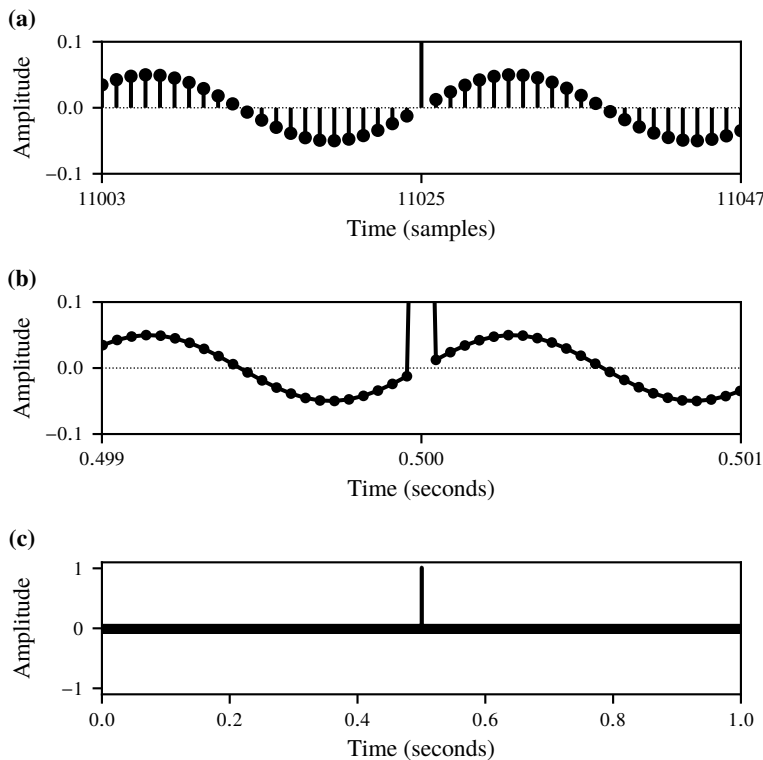 (a)
0.1
0.0
−0.1
Amplitude
11003 11025 11047
Time (samples)
(b)
0.1
0.0
−0.1
Amplitude
0.499 0.500 0.501
Time (seconds)
(c)
1
0
−1
Amplitude
0.0 0.2 0.4 0.6 0.8 1.0
Time (seconds)